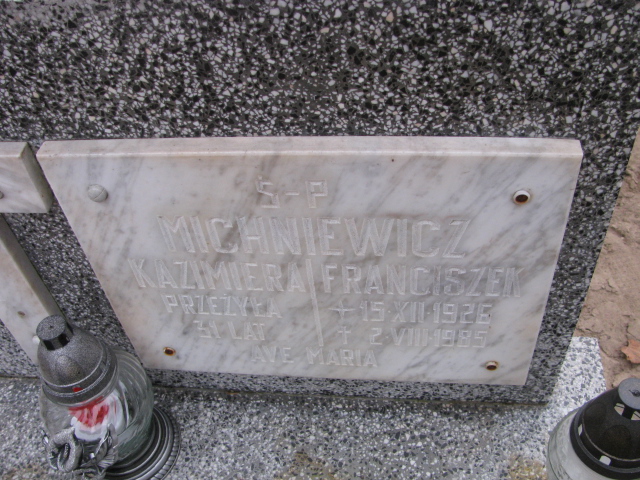 Ś-P
MICHNIEWICZ
KAZIMIERA
PRZEŻYŁA
31 LAT
FRANCISZEK
+ 15 XII 1926
† 2 VIII 1985
AVE MARIA